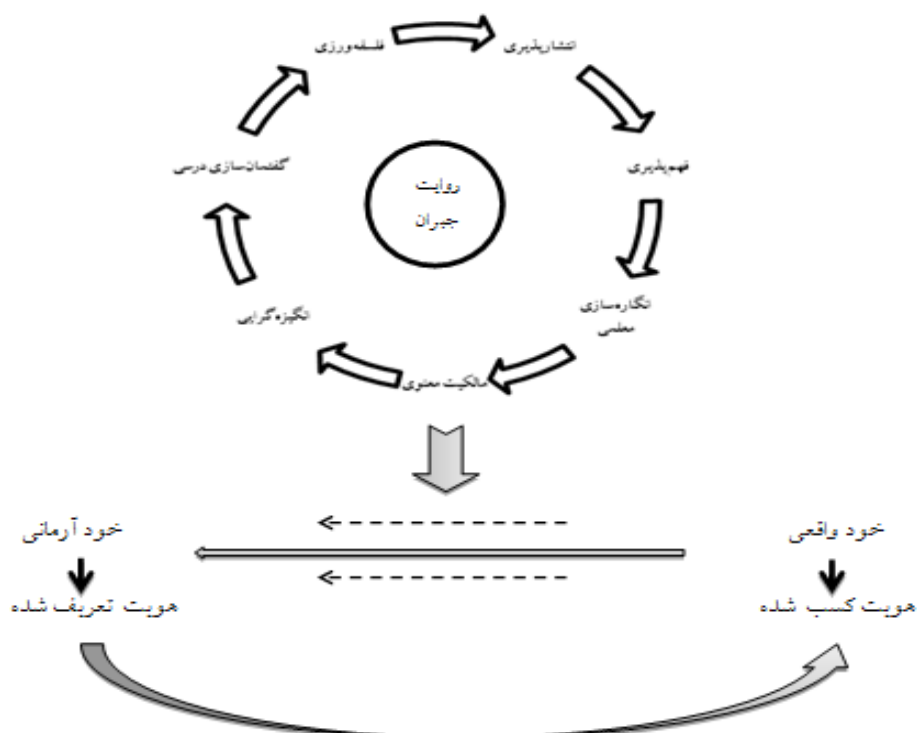 فلسفه‌ورزی
انتشارپذیری
فهم‌پذیری
نگاره‌سازی
معلمی
مالکیت معنوی
انگیزه‌گرایی
گفتمان‌سازی درسی
روایت
جبران
خود واقعی
هویت کسب شده
خود آرمانی
هویت تعریف شده